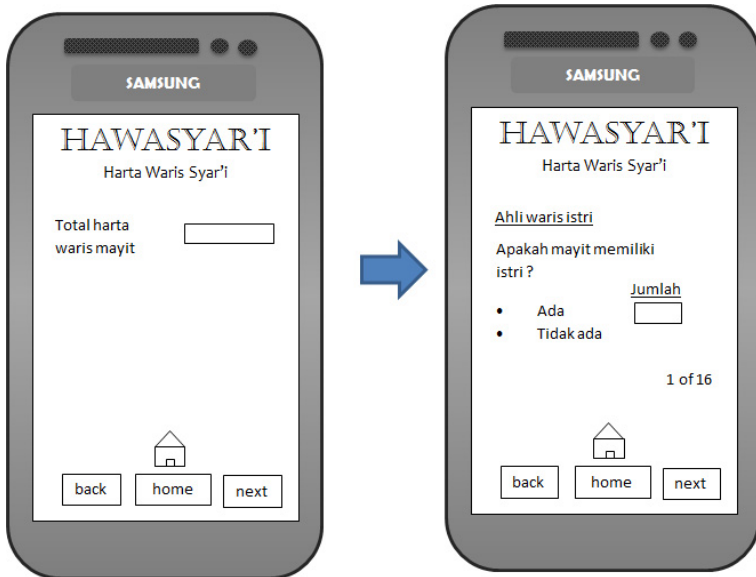 SAMSUNG
HAWASYAR'I
Harta Waris Syar'i
Total harta
waris mayit
back
home
next
SAMSUNG
HAWASYAR'I
Harta Waris Syar'i
Ahli waris istri
Apakah mayit memiliki
istri ?
Jumlah
• Ada
• Tidak ada
1 of 16
back
home
next